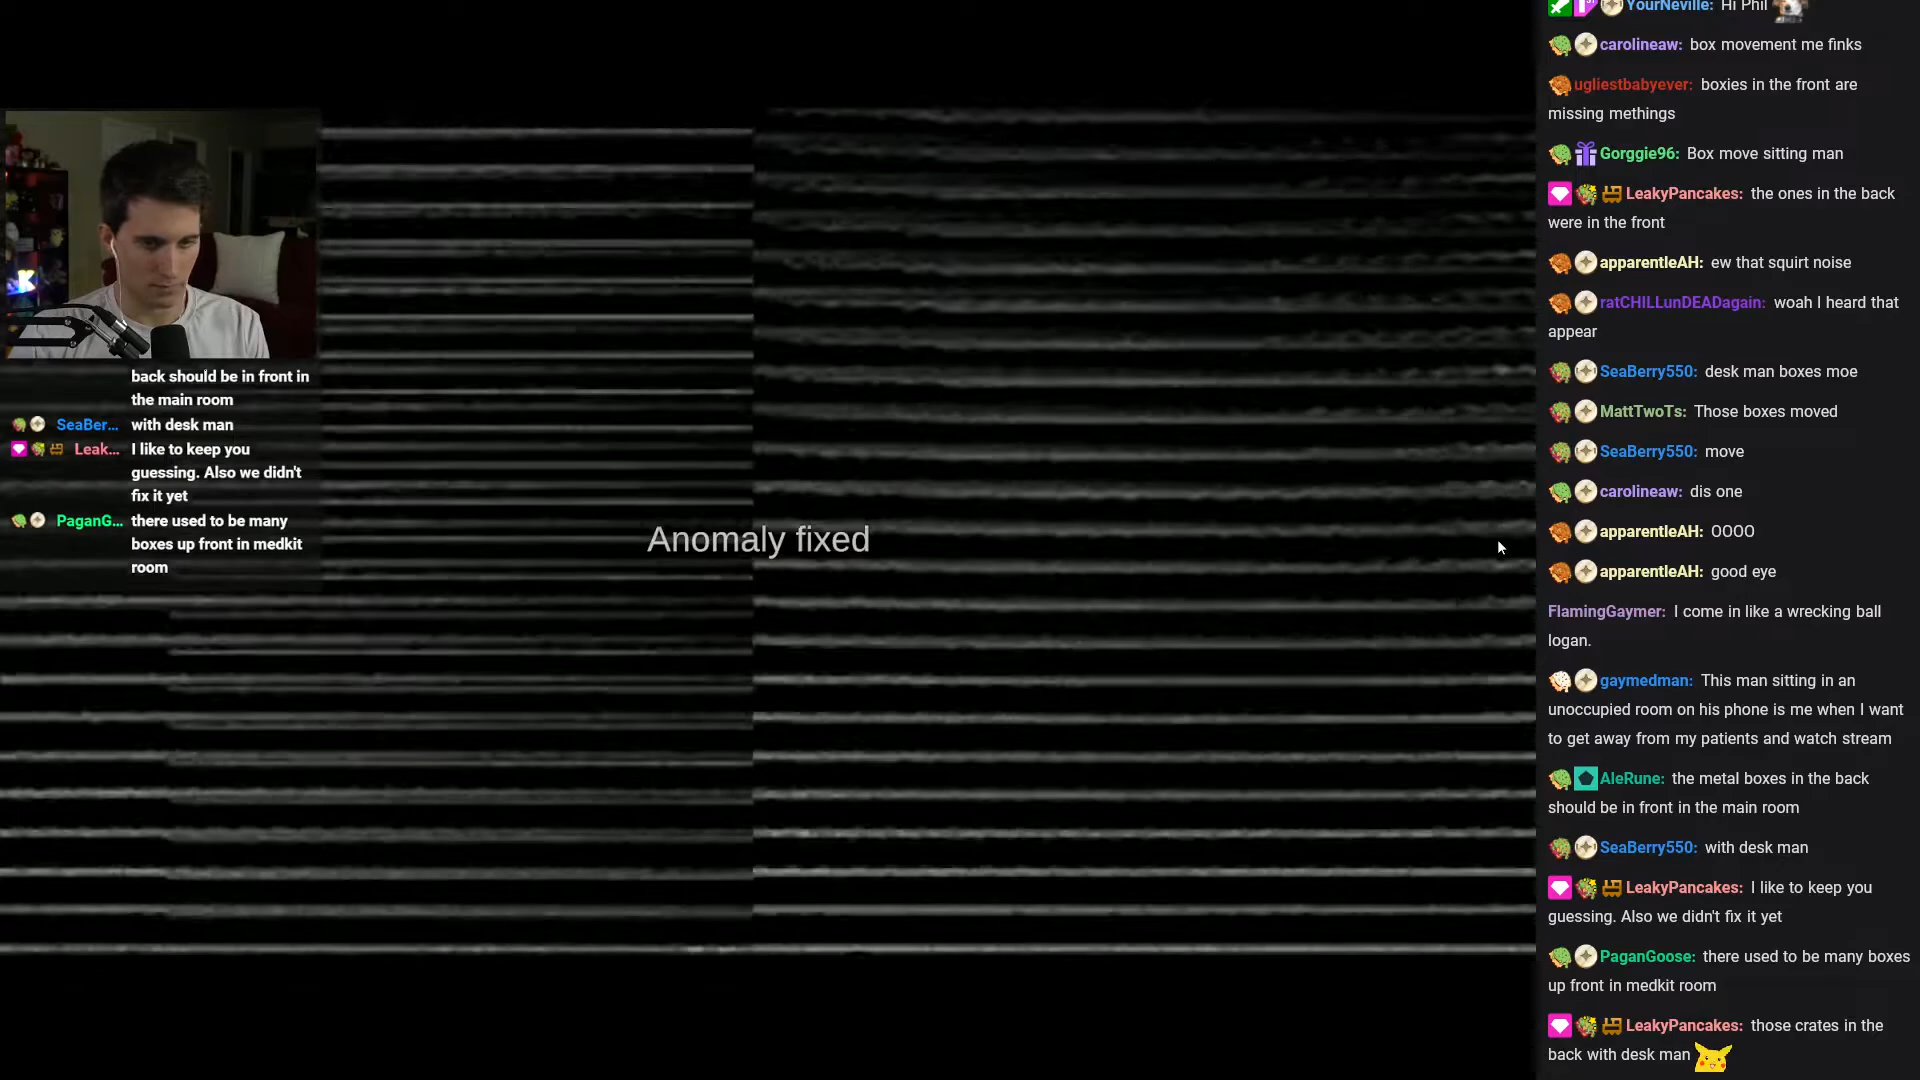 back should be in front in
the main room
SeaBer... with desk man
Leak... I like to keep you
guessing. Also we didn't
fix it yet
PaganG... there used to be many
boxes up front in medkit
room
Anomaly fixed
YourNeville: Hi Phil
carolineaw: box movement me finks
ugliestbabyever: boxies in the front are
missing methings
Gorggie96: Box move sitting man
LeakyPancakes: the ones in the back
were in the front
apparentleAH: ew that squirt noise
ratCHILLunDEADagain: woah I heard that
appear
SeaBerry550: desk man boxes moe
MattTwoTs: Those boxes moved
SeaBerry550: move
carolineaw: dis one
apparentleAH: OOOO
apparentleAH: good eye
FlamingGaymer: I come in like a wrecking ball
logan.
gaymedman: This man sitting in an
unoccupied room on his phone is me when I want
to get away from my patients and watch stream
AleRune: the metal boxes in the back
should be in front in the main room
SeaBerry550: with desk man
LeakyPancakes: I like to keep you
guessing. Also we didn't fix it yet
PaganGoose: there used to be many boxes
up front in medkit room
LeakyPancakes: those crates in the
back with desk man